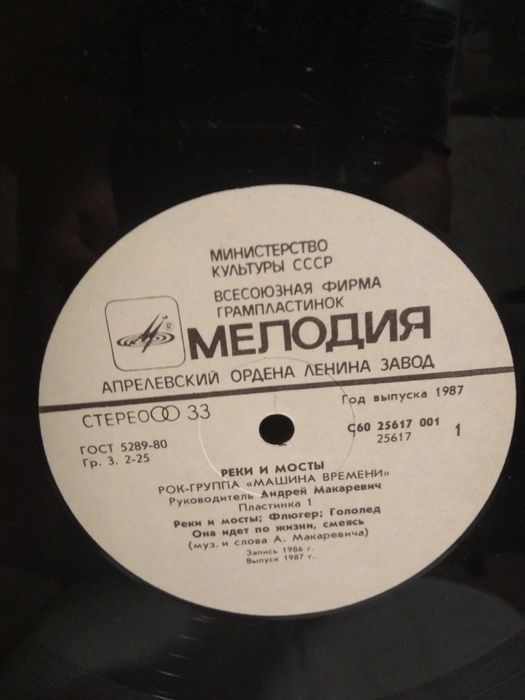 МИНИСТЕРСТВО
КУЛЬТУРЫ СССР
ВСЕСОЮЗНАЯ ФИРМА
ГРАМПЛАСТИНОК
МЕЛОДИЯ
АПРЕЛЕВСКИЙ ОРДЕНА ЛЕНИНА ЗАВОД
СТЕРЕО 33
Год выпуска 1987
ГОСТ 5289-80
Гр. 3. 2-25
С60 25617 001
25617
1
РЕКИ И МОСТЫ
РОК-ГРУППА «МАШИНА ВРЕМЕНИ»
Руководитель Андрей Макаревич
Пластинка 1
Реки и мосты; Флюгер; Гололед
Она идет по жизни, смеясь
(муз. и слова А. Макаревича)
Запись 1986 г.
Выпуск 1987 г.